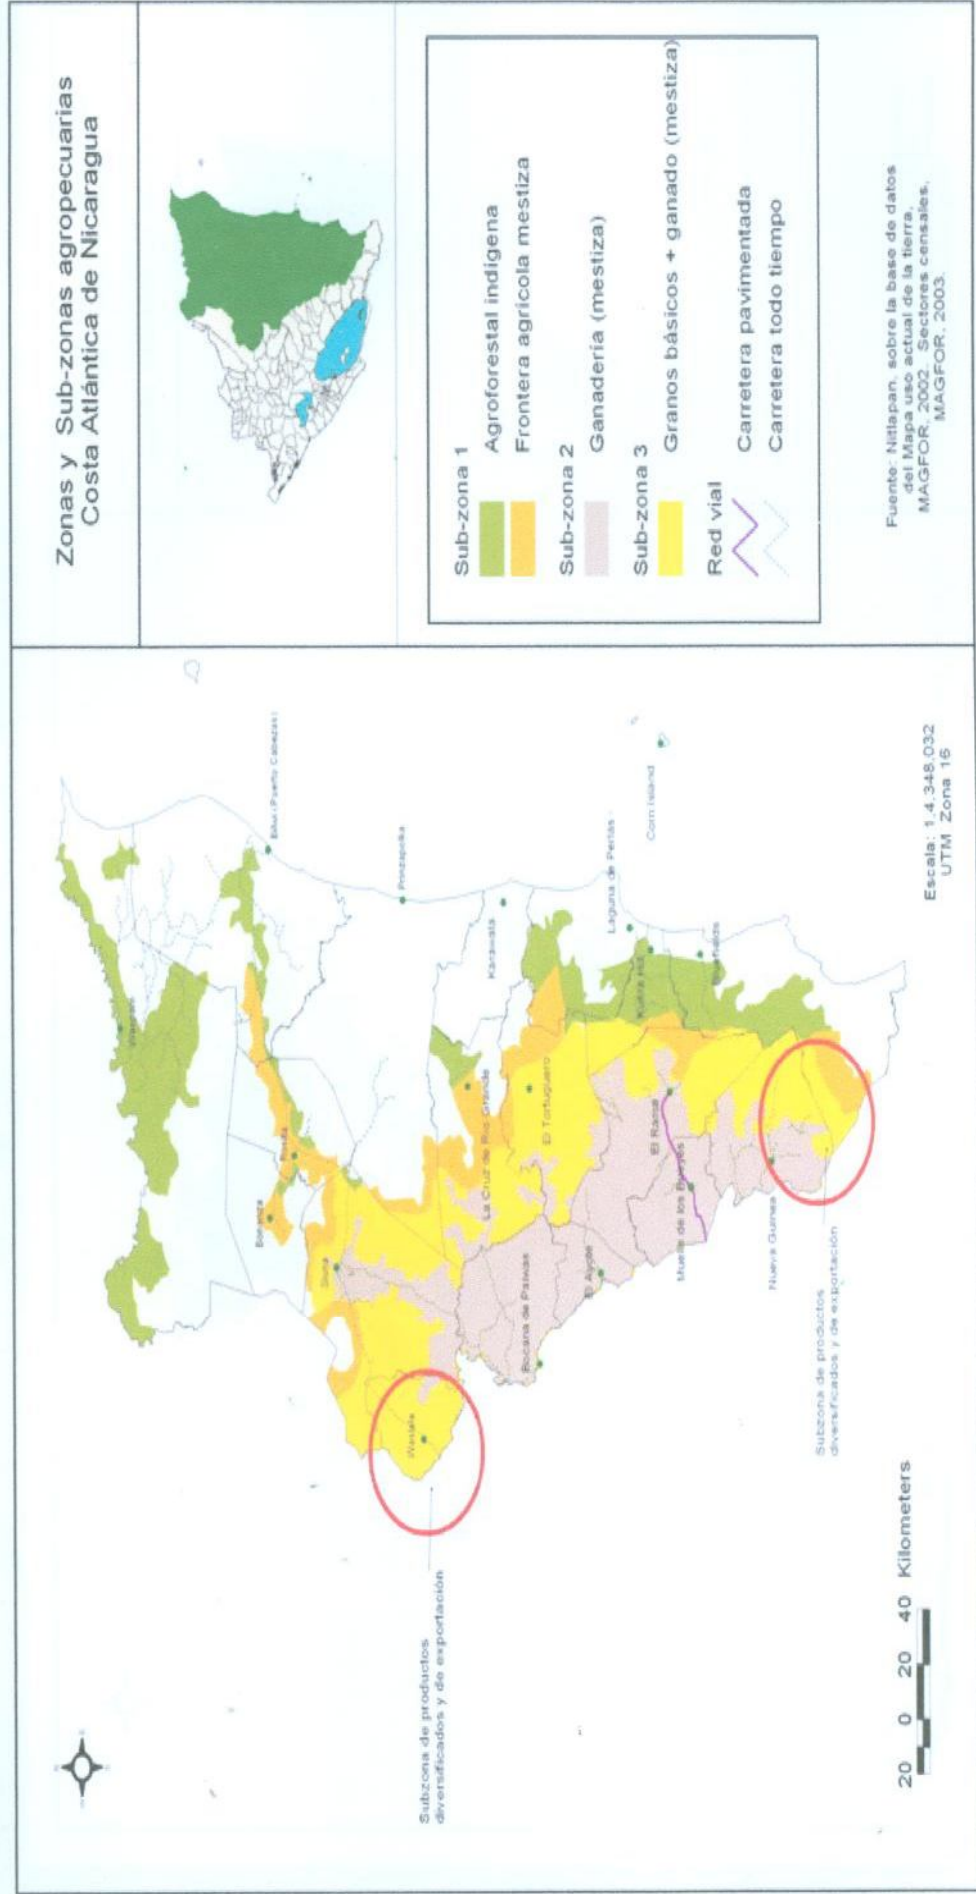 Zonas y Sub-zonas agropecuarias
Costa Atlántica de Nicaragua
Sub-zona 1
Agroforestal indígena
Frontera agrícola mestiza
Sub-zona 2
Ganadería (mestiza)
Sub-zona 3
Granos básicos + ganado (mestiza)
Red vial
Carretera pavimentada
Carretera todo tiempo
Fuente: Nitlapan, sobre la base de datos
del Mapa uso actual de la tierra,
MAGFOR, 2002. Sectores censales,
MAGFOR, 2003.
Waspam
Bilwi (Puerto Cabezas)
Bonanza
Rosita
Siuna
Prinzapolka
Waslala
Karawala
La Cruz de Rio Grande
El Tortuguero
Bocana de Paiwas
El Ayote
Laguna de Perlas
Corn Island
Kukra Hill
El Rama
Muelle de los Bueyes
Bluefields
Nueva Guinea
Subzona de productos
diversificados y de exportación
Subzona de productos
diversificados y de exportación
20 0 20 40 Kilometers
Escala: 1.4.348.032
UTM Zona 16